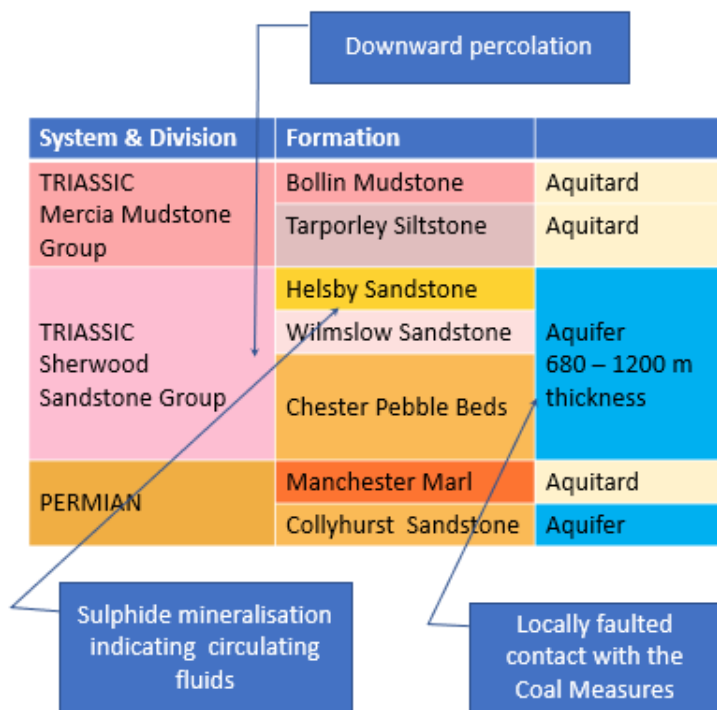 Downward percolation
System & Division
Formation
TRIASSIC
Mercia Mudstone
Group
Bollin Mudstone
Aquitard
Tarporley Siltstone
Aquitard
TRIASSIC
Sherwood
Sandstone Group
Helsby Sandstone
Wilmslow Sandstone
Chester Pebble Beds
Aquifer
680 – 1200 m
thickness
PERMIAN
Manchester Marl
Aquitard
Collyhurst Sandstone
Aquifer
Sulphide mineralisation
indicating circulating
fluids
Locally faulted
contact with the
Coal Measures